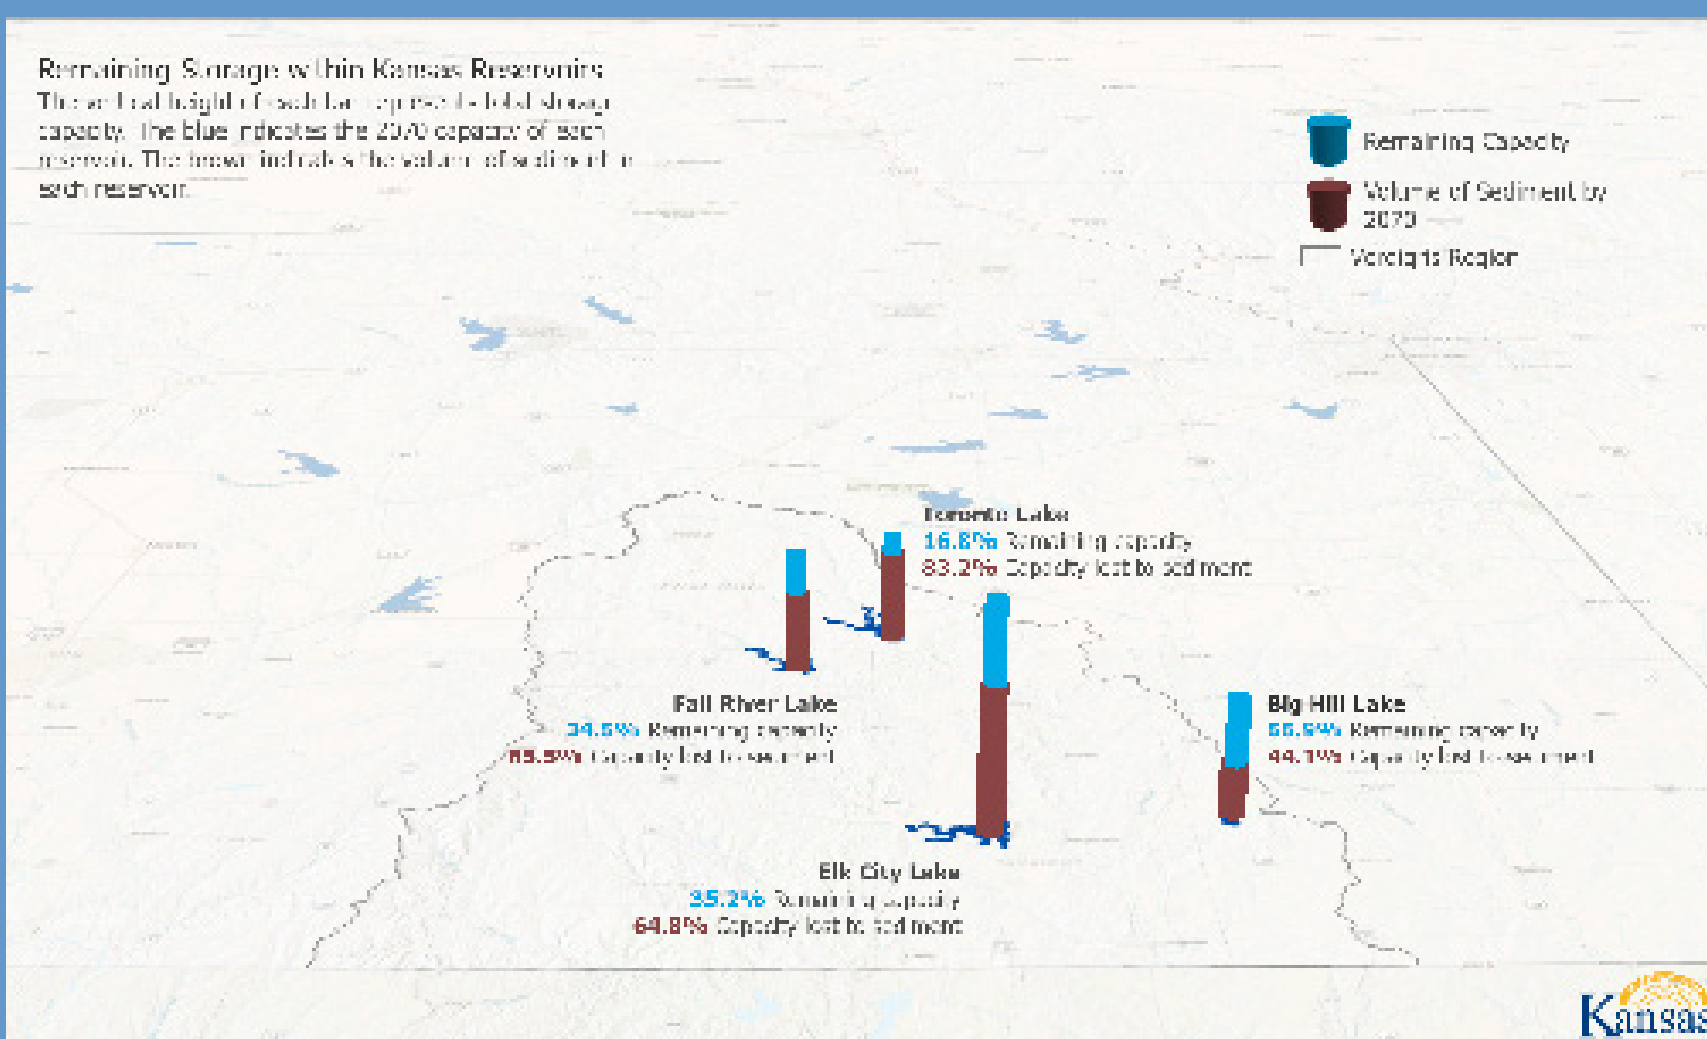 Remaining Storage within Kansas Reservoirs
The vertical height of each bar represents total storage
capacity. The blue indicates the 2070 capacity of each
reservoir. The brown indicates the volume of sediment in
each reservoir.
Remaining Capacity
Volume of Sediment by
2070
Verdigris Region
Toronto Lake
16.8% Remaining capacity
83.2% Capacity lost to sediment
Fall River Lake
34.5% Remaining capacity
65.5% Capacity lost to sediment
Big Hill Lake
55.9% Remaining capacity
44.1% Capacity lost to sediment
Elk City Lake
35.2% Remaining capacity
64.8% Capacity lost to sediment
Kansas